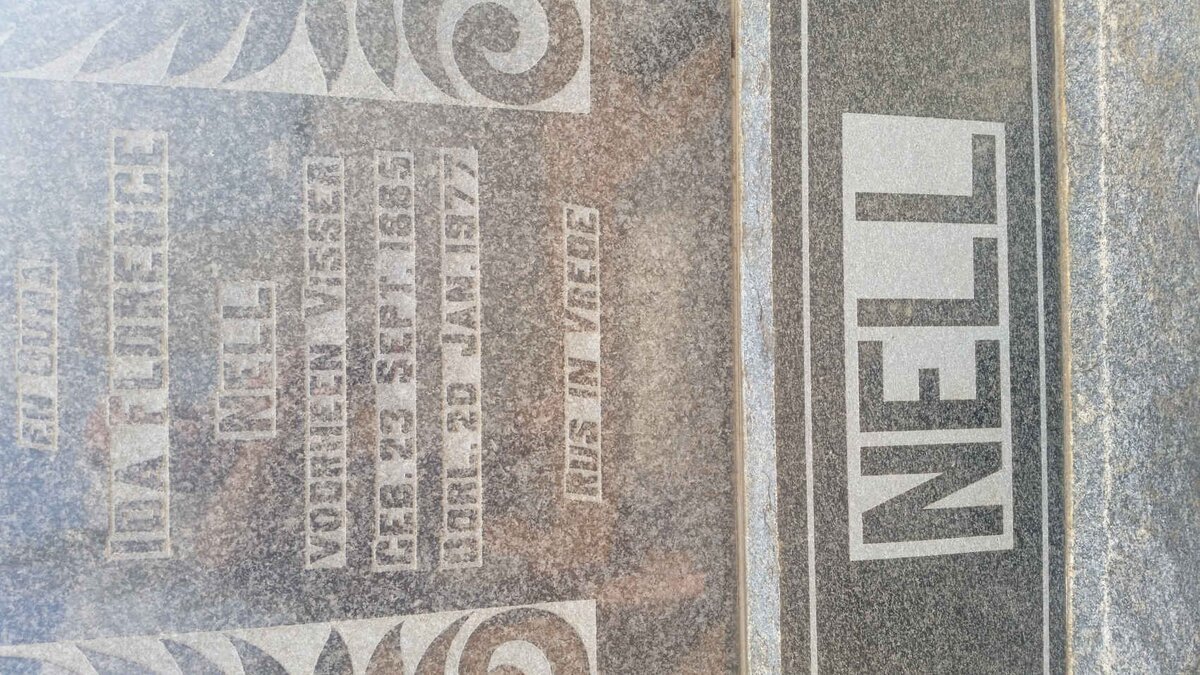 EN OUMA
IDA FLORENCE
NELL
VOORHEEN VISSER
GEB. 23 SEPT. 1885
OORL. 20 JAN. 1977
RUS IN VREDE
NELL